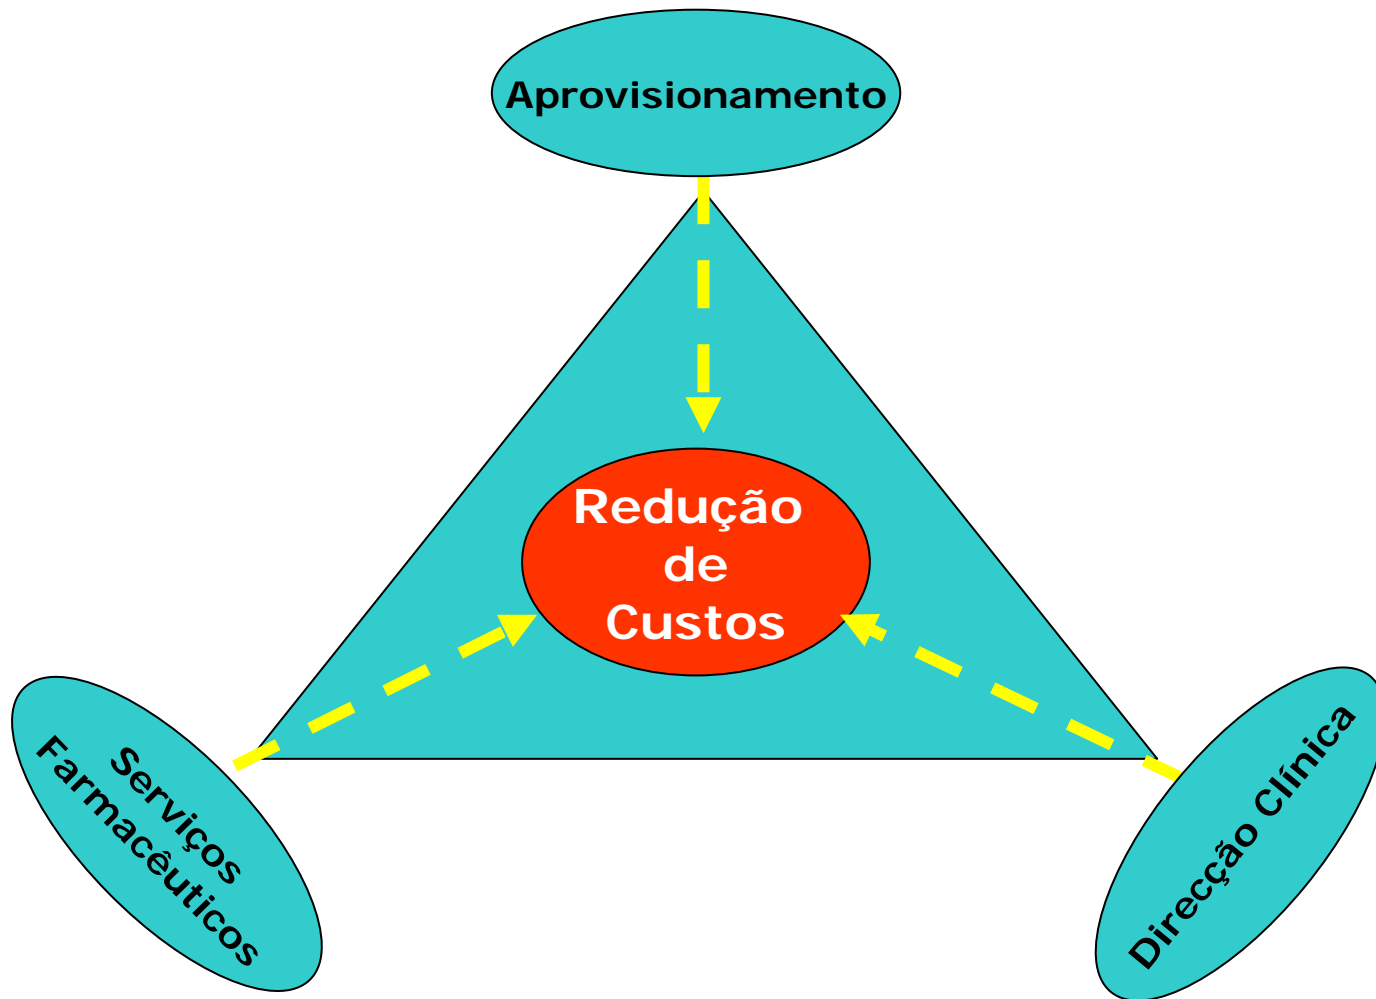 Aprovisionamento
Redução
de
Custos
Serviços
Farmacêuticos
Direcção Clínica